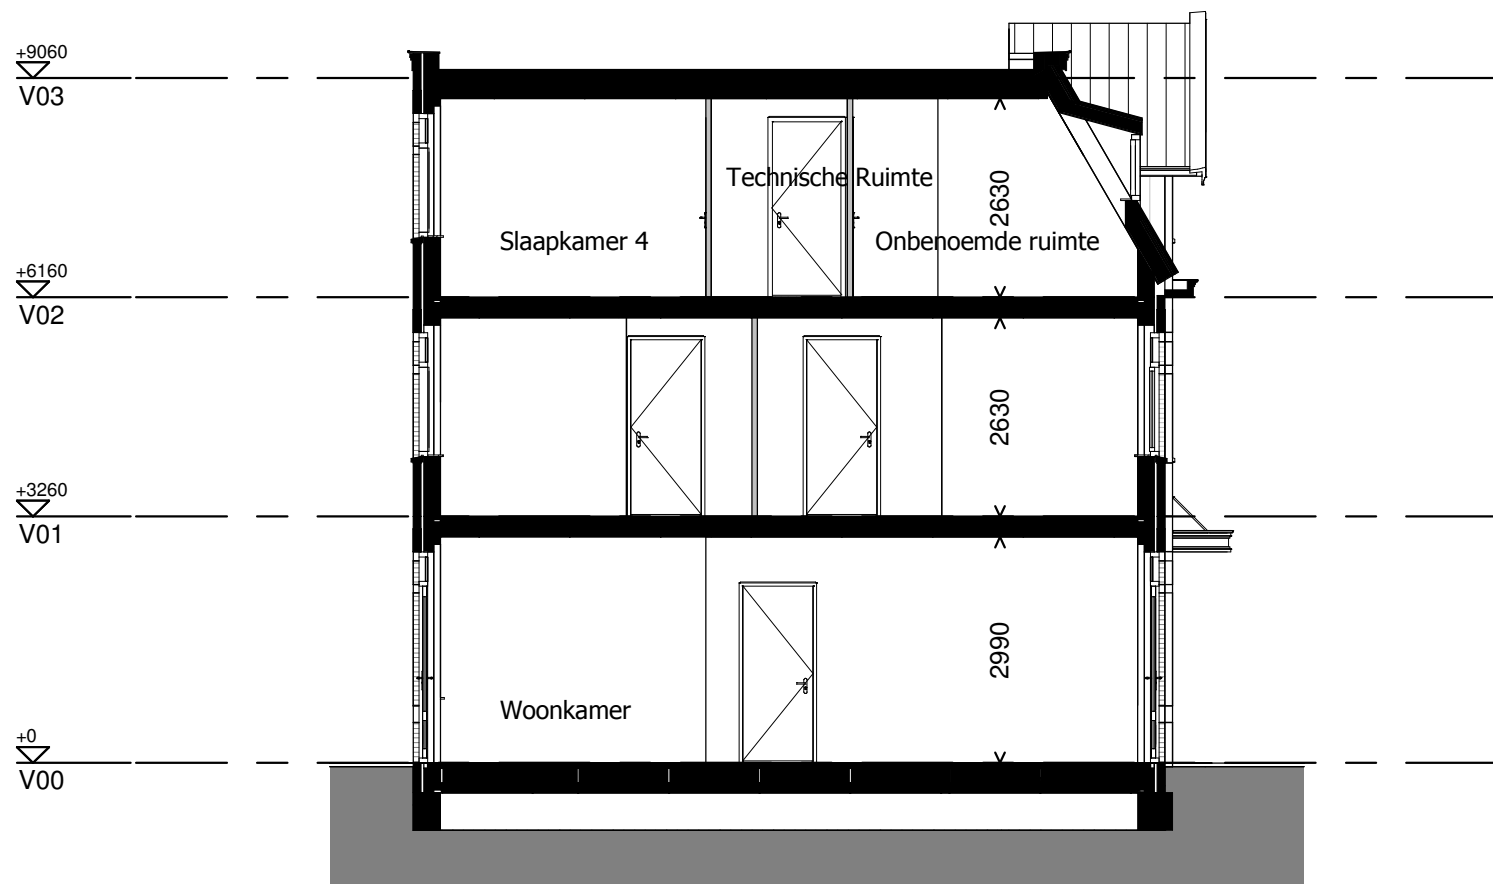 +9060
V03
Technische Ruimte
2630
Slaapkamer 4
Onbenoemde ruimte
+6160
V02
2630
+3260
V01
2990
Woonkamer
+0
V00